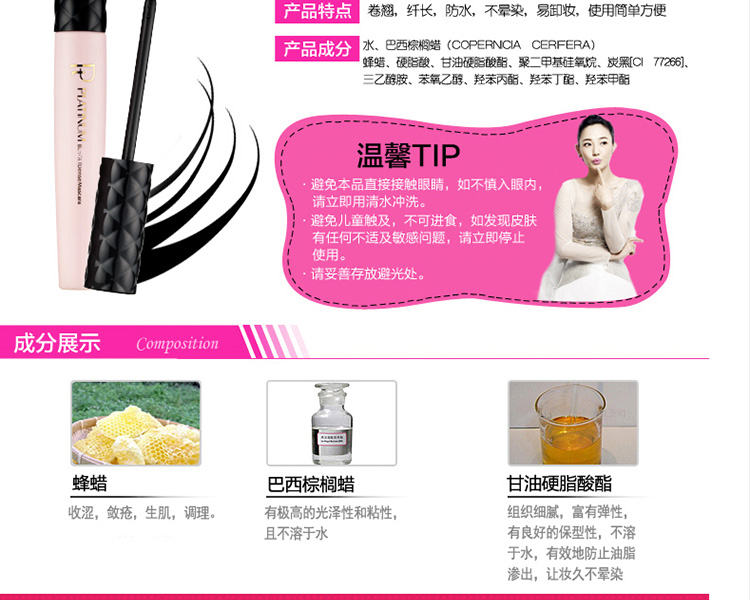 产品特点 卷翘，纤长，防水，不晕染，易卸妆，使用简单方便
产品成分 水、巴西棕榈蜡（COPERNICIA CERIFERA）
蜂蜡、硬脂酸、甘油硬脂酸酯、聚二甲基硅氧烷、炭黑[CI 77266]、
三乙醇胺、苯氧乙醇、羟苯丙酯、羟苯丁酯、羟苯甲酯
PLATINUM
温馨TIP
·避免本品直接接触眼睛，如不慎入眼内，
请立即用清水冲洗。
·避免儿童触及，不可进食，如发现皮肤
有任何不适及敏感问题，请立即停止
使用。
·请妥善存放避光处。
成分展示 Composition
蜂蜡
收涩，敛疮，生肌，调理。
巴西棕榈蜡
有极高的光泽性和粘性，
且不溶于水
甘油硬脂酸酯
组织细腻，富有弹性，
有良好的保型性，不溶
于水，有效地防止油脂
渗出，让妆久不晕染